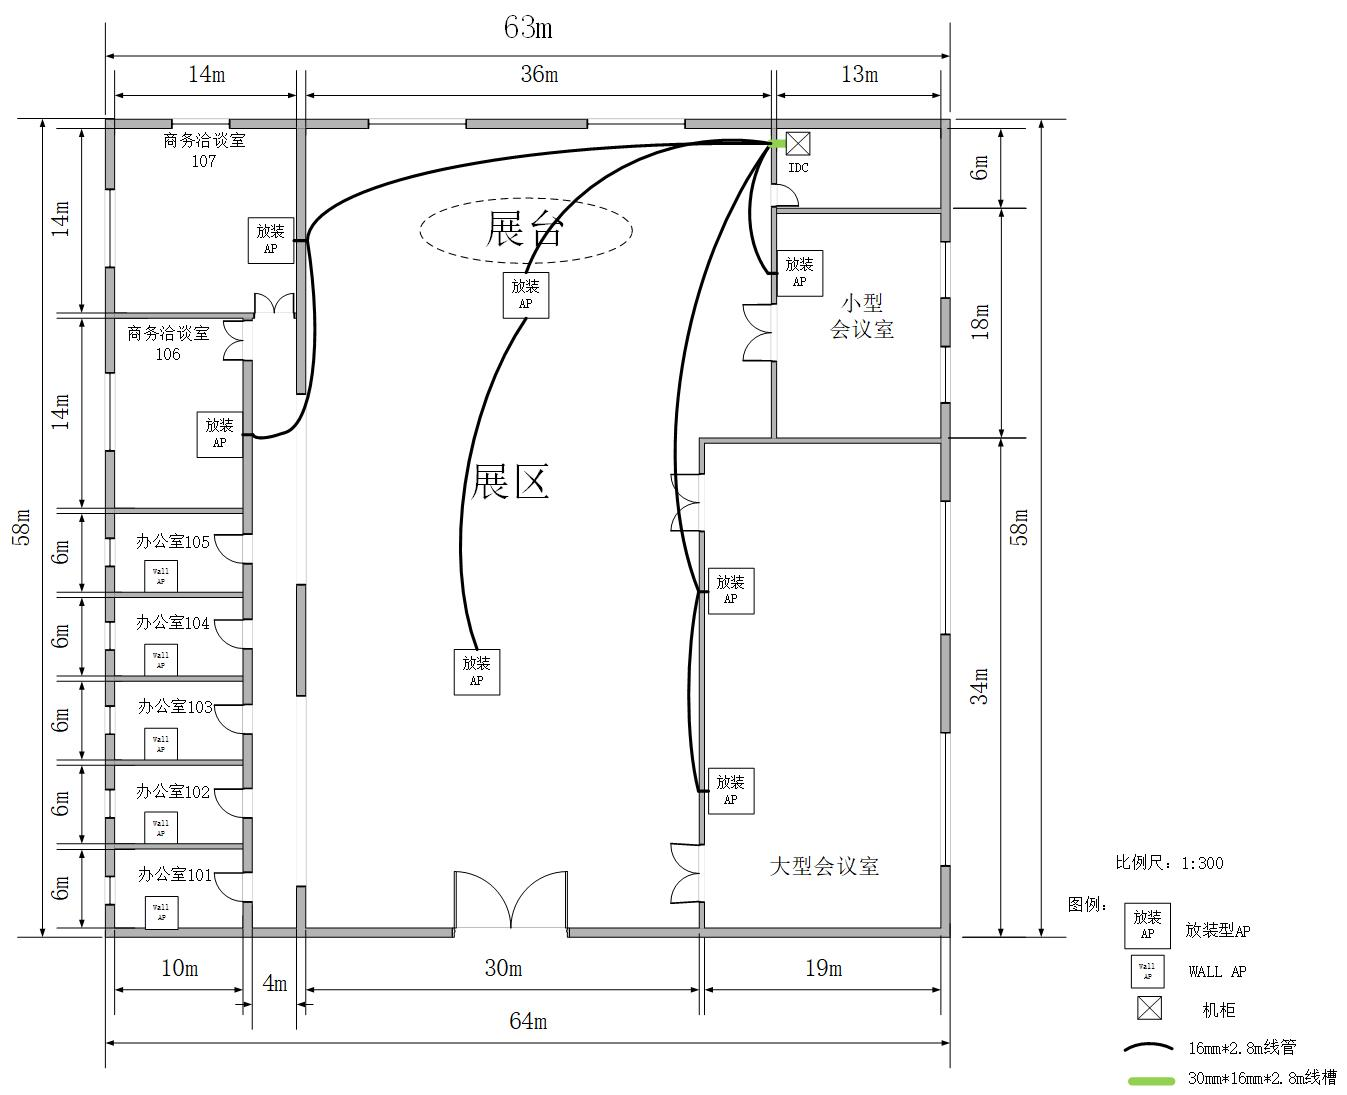 63m
14m
36m
13m
商务洽谈室
107
IDC
6m
14m
放装
AP
展台
放装
AP
放装
AP
小型
会议室
18m
商务洽谈室
106
14m
放装
AP
展区
58m
58m
办公室105
6m
Wall
AP
放装
AP
办公室104
6m
Wall
AP
放装
AP
34m
办公室103
6m
Wall
AP
放装
AP
办公室102
6m
Wall
AP
大型会议室
办公室101
6m
Wall
AP
10m
4m
30m
19m
64m
比例尺：1:300
图例：
放装
AP
放装型AP
Wall
AP
WALL AP
机柜
16mm*2.8m线管
30mm*16mm*2.8m线槽